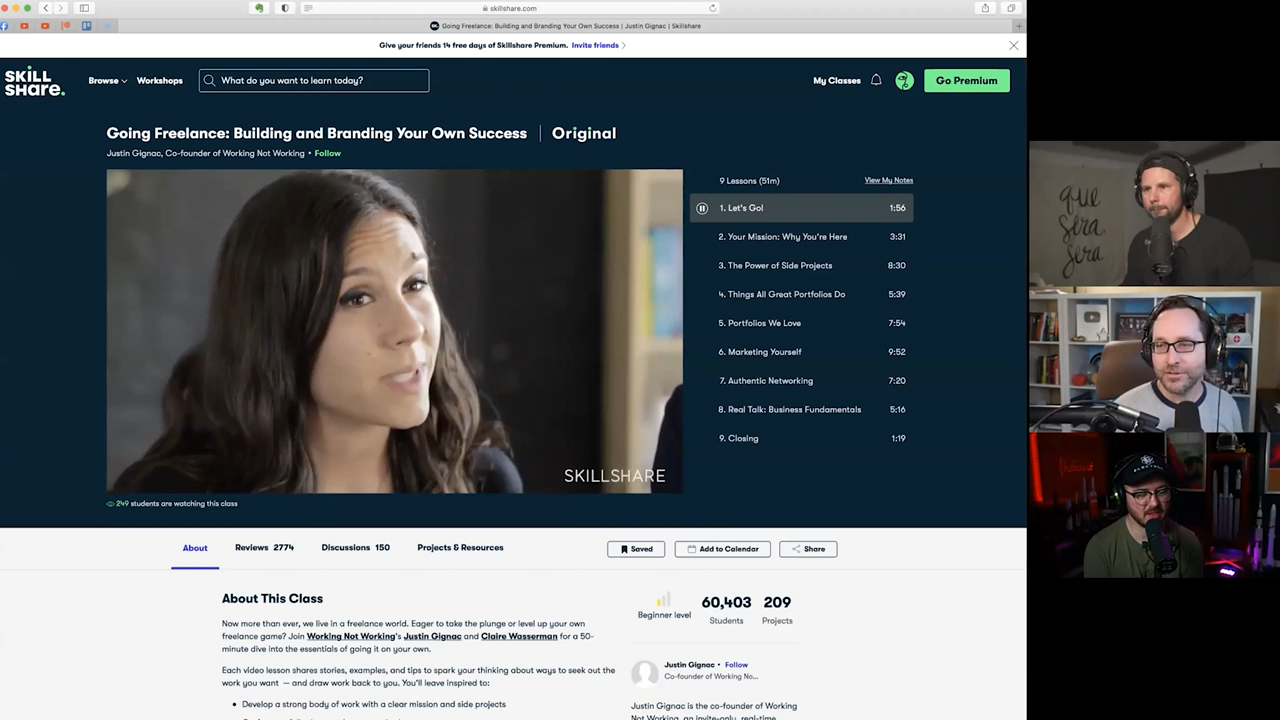 skillshare.com
Going Freelance: Building and Branding Your Own Success | Justin Gignac | Skillshare
Give your friends 14 free days of Skillshare Premium. Invite friends
SKILL
SHARE.
Browse
Workshops
What do you want to learn today?
My Classes
Go Premium
Going Freelance: Building and Branding Your Own Success | Original
Justin Gignac, Co-founder of Working Not Working • Follow
9 Lessons (51m)
View My Notes
1. Let's Go! 1:56
2. Your Mission: Why You're Here 3:31
3. The Power of Side Projects 8:30
4. Things All Great Portfolios Do 5:39
5. Portfolios We Love 7:54
6. Marketing Yourself 9:52
7. Authentic Networking 7:20
8. Real Talk: Business Fundamentals 5:16
9. Closing 1:19
SKILLSHARE
249 students are watching this class
que
sera
sera
About
Reviews 2774
Discussions 150
Projects & Resources
Saved
Add to Calendar
Share
About This Class
Now more than ever, we live in a freelance world. Eager to take the plunge or level up your own
freelance game? Join Working Not Working's Justin Gignac and Claire Wasserman for a 50-
minute dive into the essentials of going it on your own.
Each video lesson shares stories, examples, and tips to spark your thinking about ways to seek out the
work you want — and draw work back to you. You'll leave inspired to:
• Develop a strong body of work with a clear mission and side projects
Beginner level
60,403
Students
209
Projects
Justin Gignac • Follow
Co-founder of Working No...
Justin Gignac is the co-founder of Working
Not Working, an invite-only, real-time